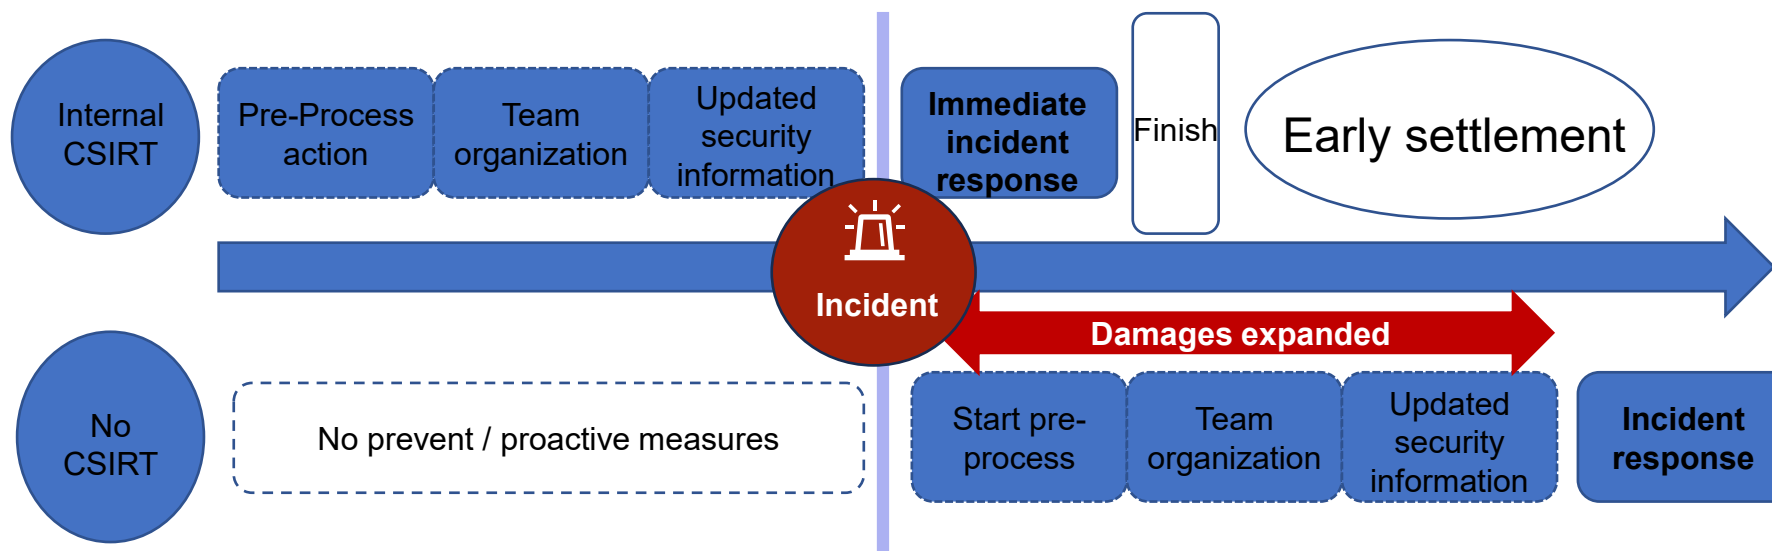 Internal
CSIRT
Pre-Process
action
Team
organization
Updated
security
information
Immediate
incident
response
Finish
Early settlement
Incident
Damages expanded
No
CSIRT
No prevent / proactive measures
Start pre-
process
Team
organization
Updated
security
information
Incident
response